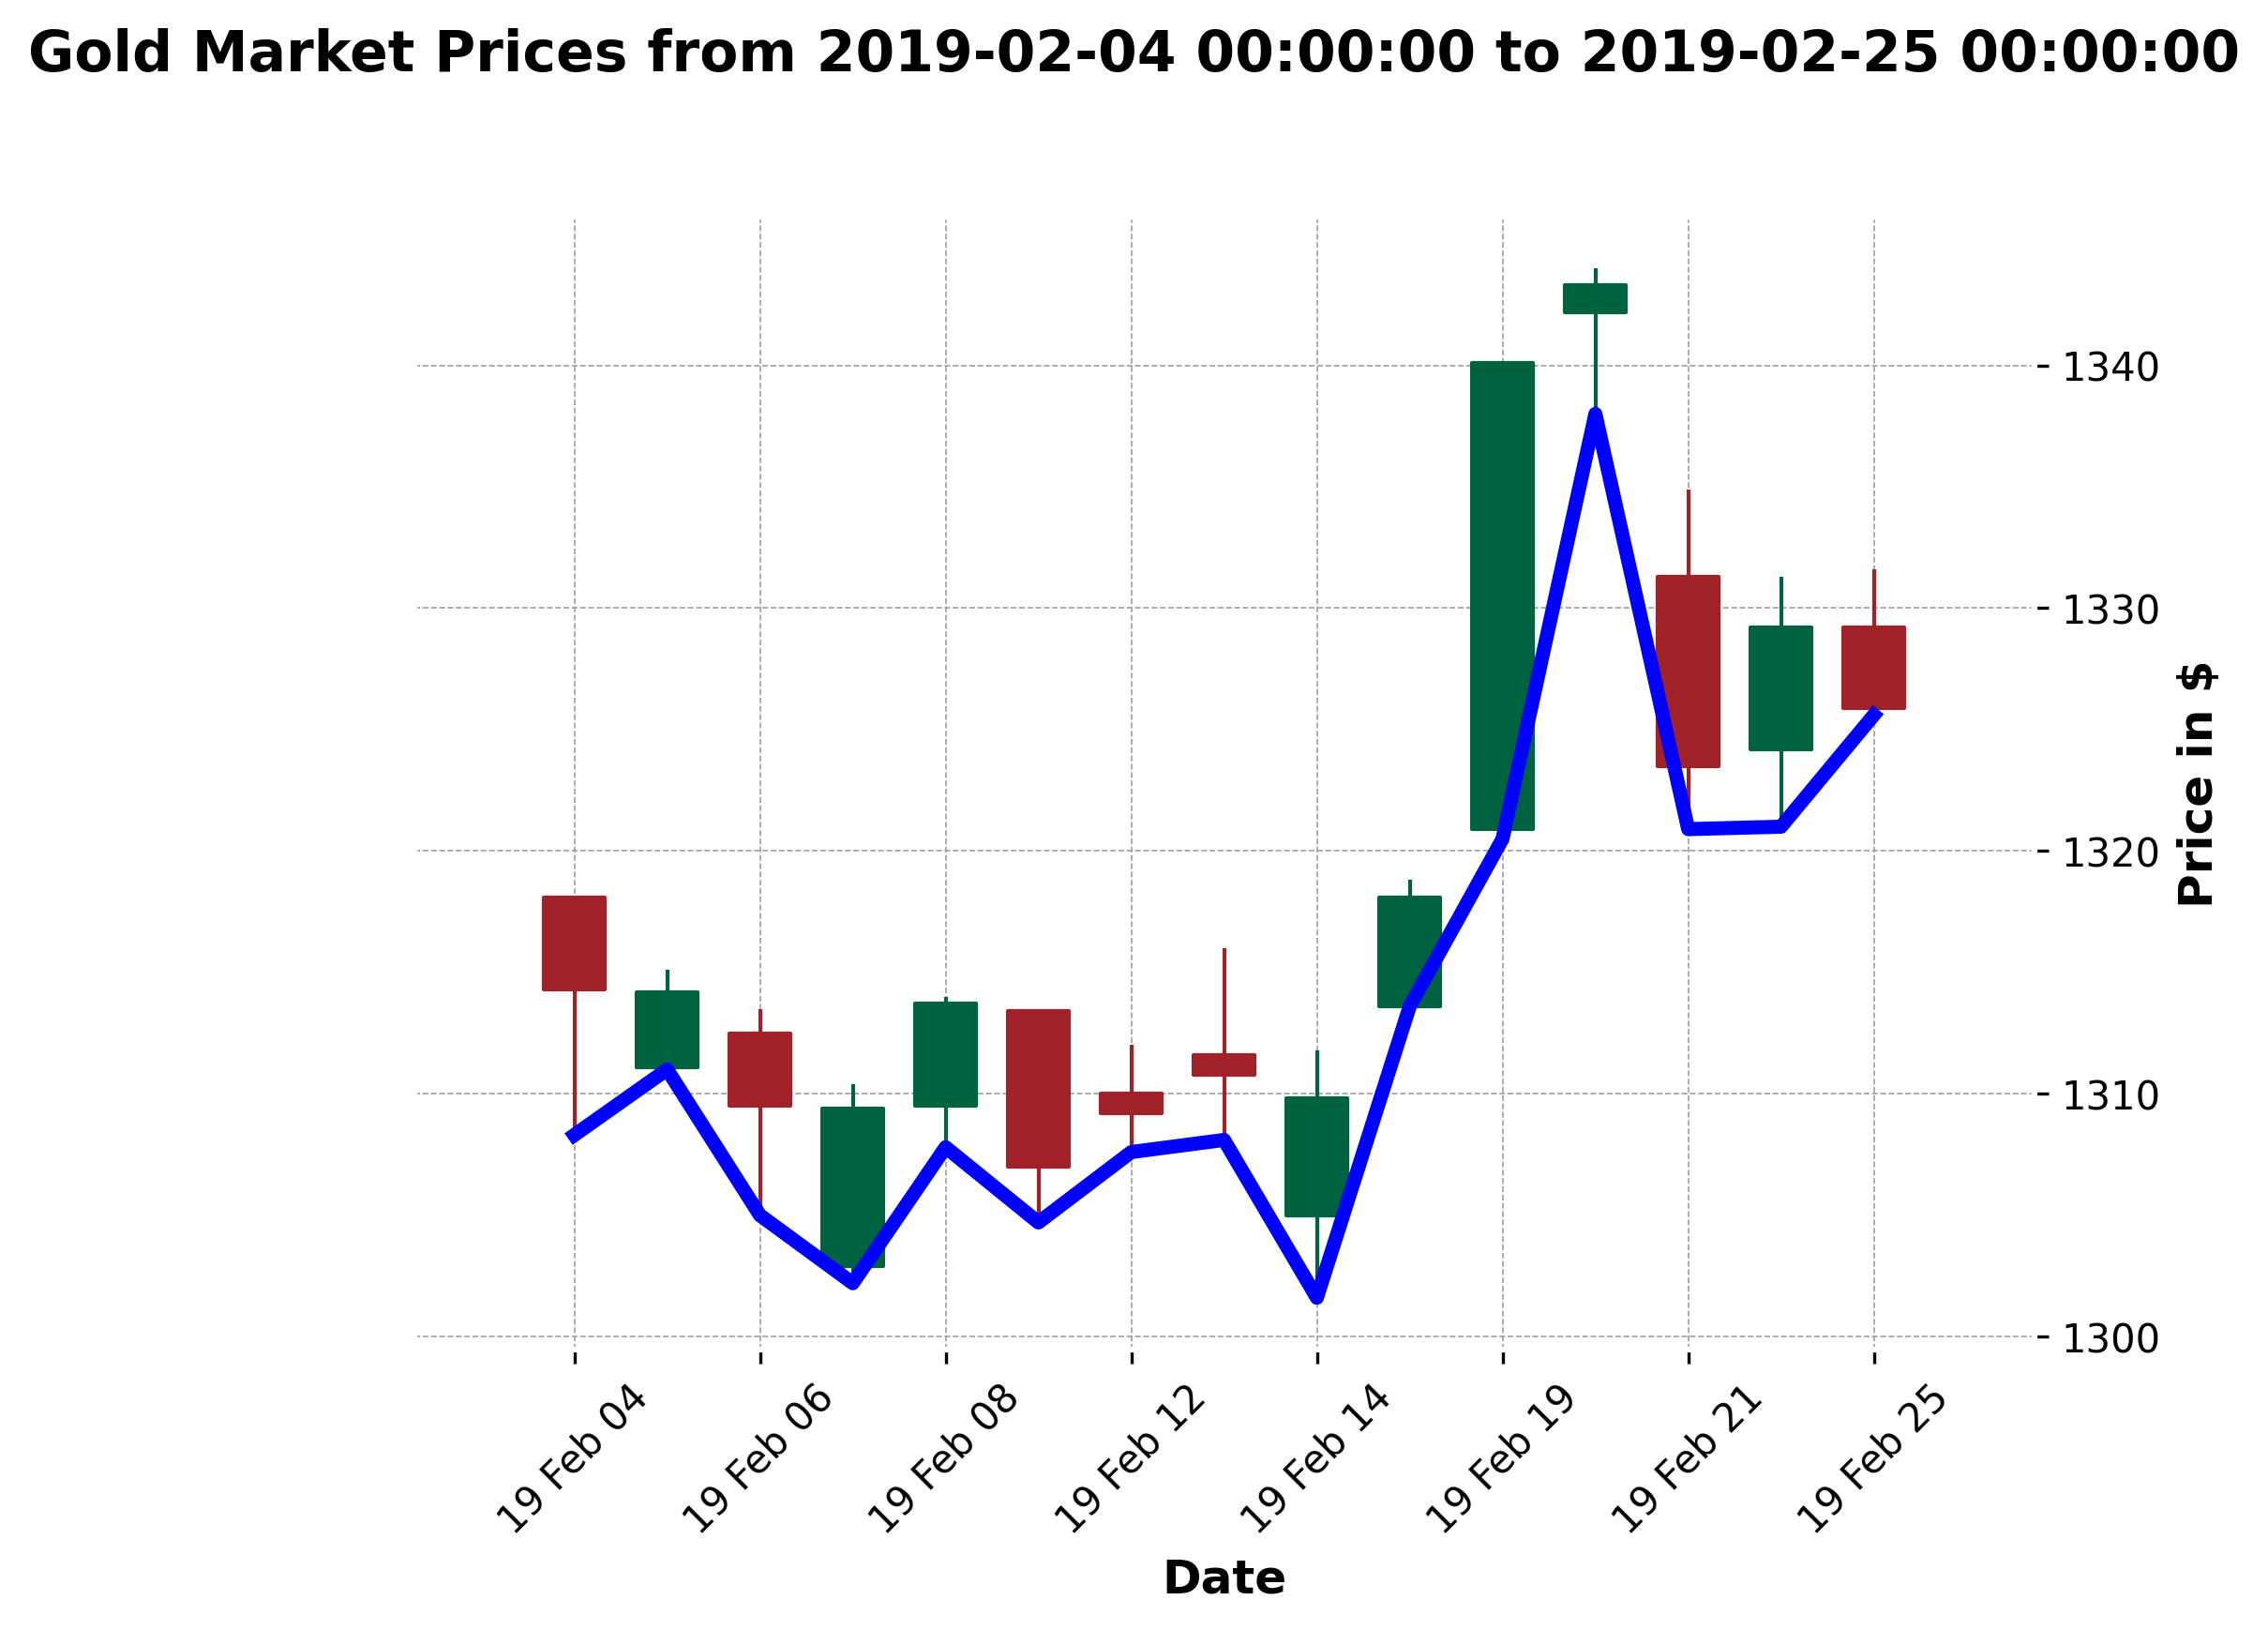 Gold Market Prices from 2019-02-04 00:00:00 to 2019-02-25 00:00:00
1340
1330
1320
1310
1300
Price in $
19 Feb 04
19 Feb 06
19 Feb 08
19 Feb 12
19 Feb 14
19 Feb 19
19 Feb 21
19 Feb 25
Date